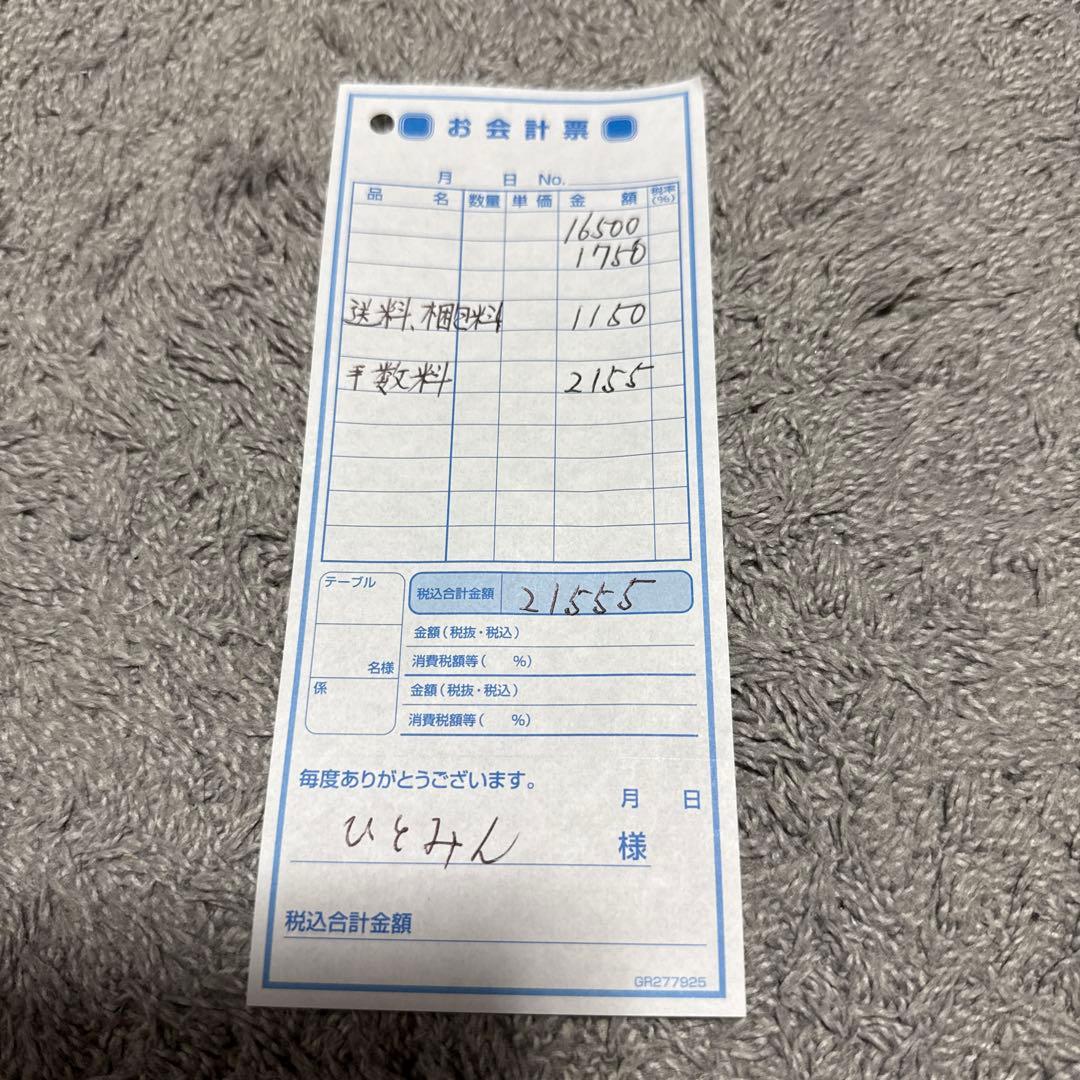 お会計票
月 日 No.
品名 数量 単価 金額 税率(%)
16500
1750
送料、梱包料 1150
手数料 2155
テーブル
名様
係
税込合計金額 21555
金額(税抜・税込)
消費税額等( %)
金額(税抜・税込)
消費税額等( %)
毎度ありがとうございます。
月 日
ひとみん 様
税込合計金額
GR277925